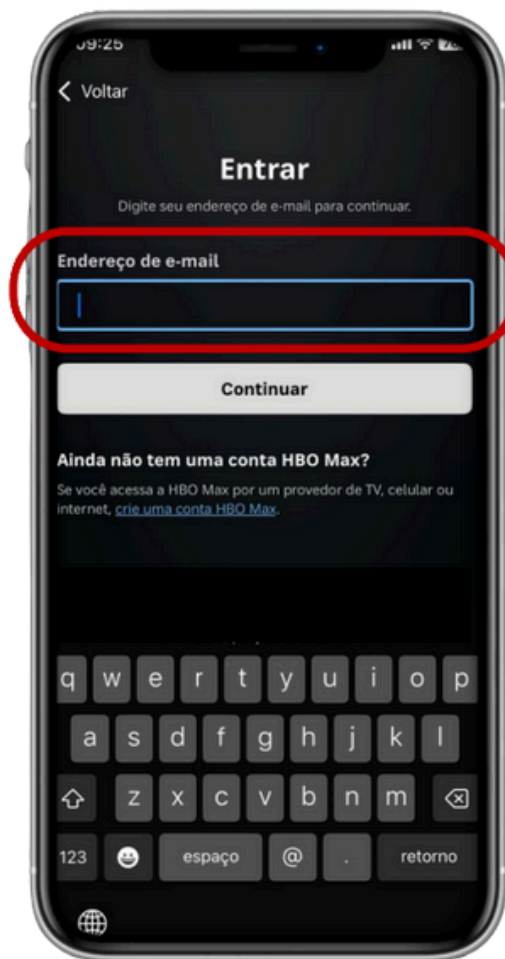 09:25
Voltar
Entrar
Digite seu endereço de e-mail para continuar.
Endereço de e-mail
Continuar
Ainda não tem uma conta HBO Max?
Se você acessa a HBO Max por um provedor de TV, celular ou
internet, crie uma conta HBO Max.
q w e r t y u i o p
a s d f g h j k l
z x c v b n m
123 espaço @ . retorno